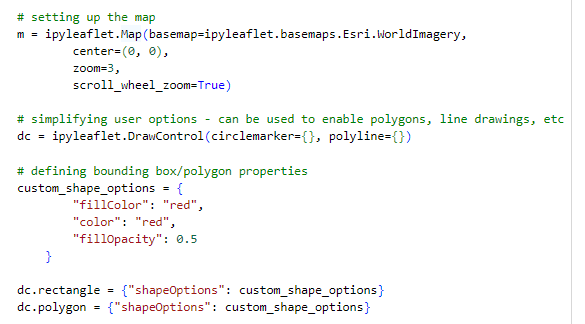 # setting up the map
m = ipyleaflet.Map(basemap=ipyleaflet.basemaps.Esri.WorldImagery,
        center=(0, 0),
        zoom=3,
        scroll_wheel_zoom=True)
# simplifying user options - can be used to enable polygons, line drawings, etc
dc = ipyleaflet.DrawControl(circlemarker={}, polyline={})
# defining bounding box/polygon properties
custom_shape_options = {
        "fillColor": "red",
        "color": "red",
        "fillOpacity": 0.5
    }
dc.rectangle = {"shapeOptions": custom_shape_options}
dc.polygon = {"shapeOptions": custom_shape_options}